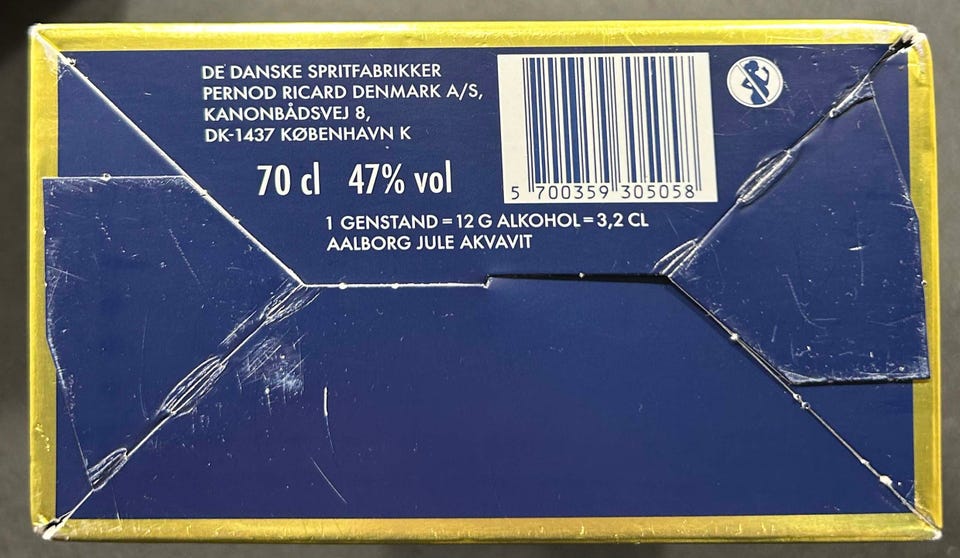 DE DANSKE SPRITFABRIKKER
PERNOD RICARD DENMARK A/S,
KANONBÅDSVEJ 8,
DK-1437 KØBENHAVN K
70 cl 47% vol
5 700359 305058
1 GENSTAND = 12 G ALKOHOL = 3,2 CL
AALBORG JULE AKVAVIT